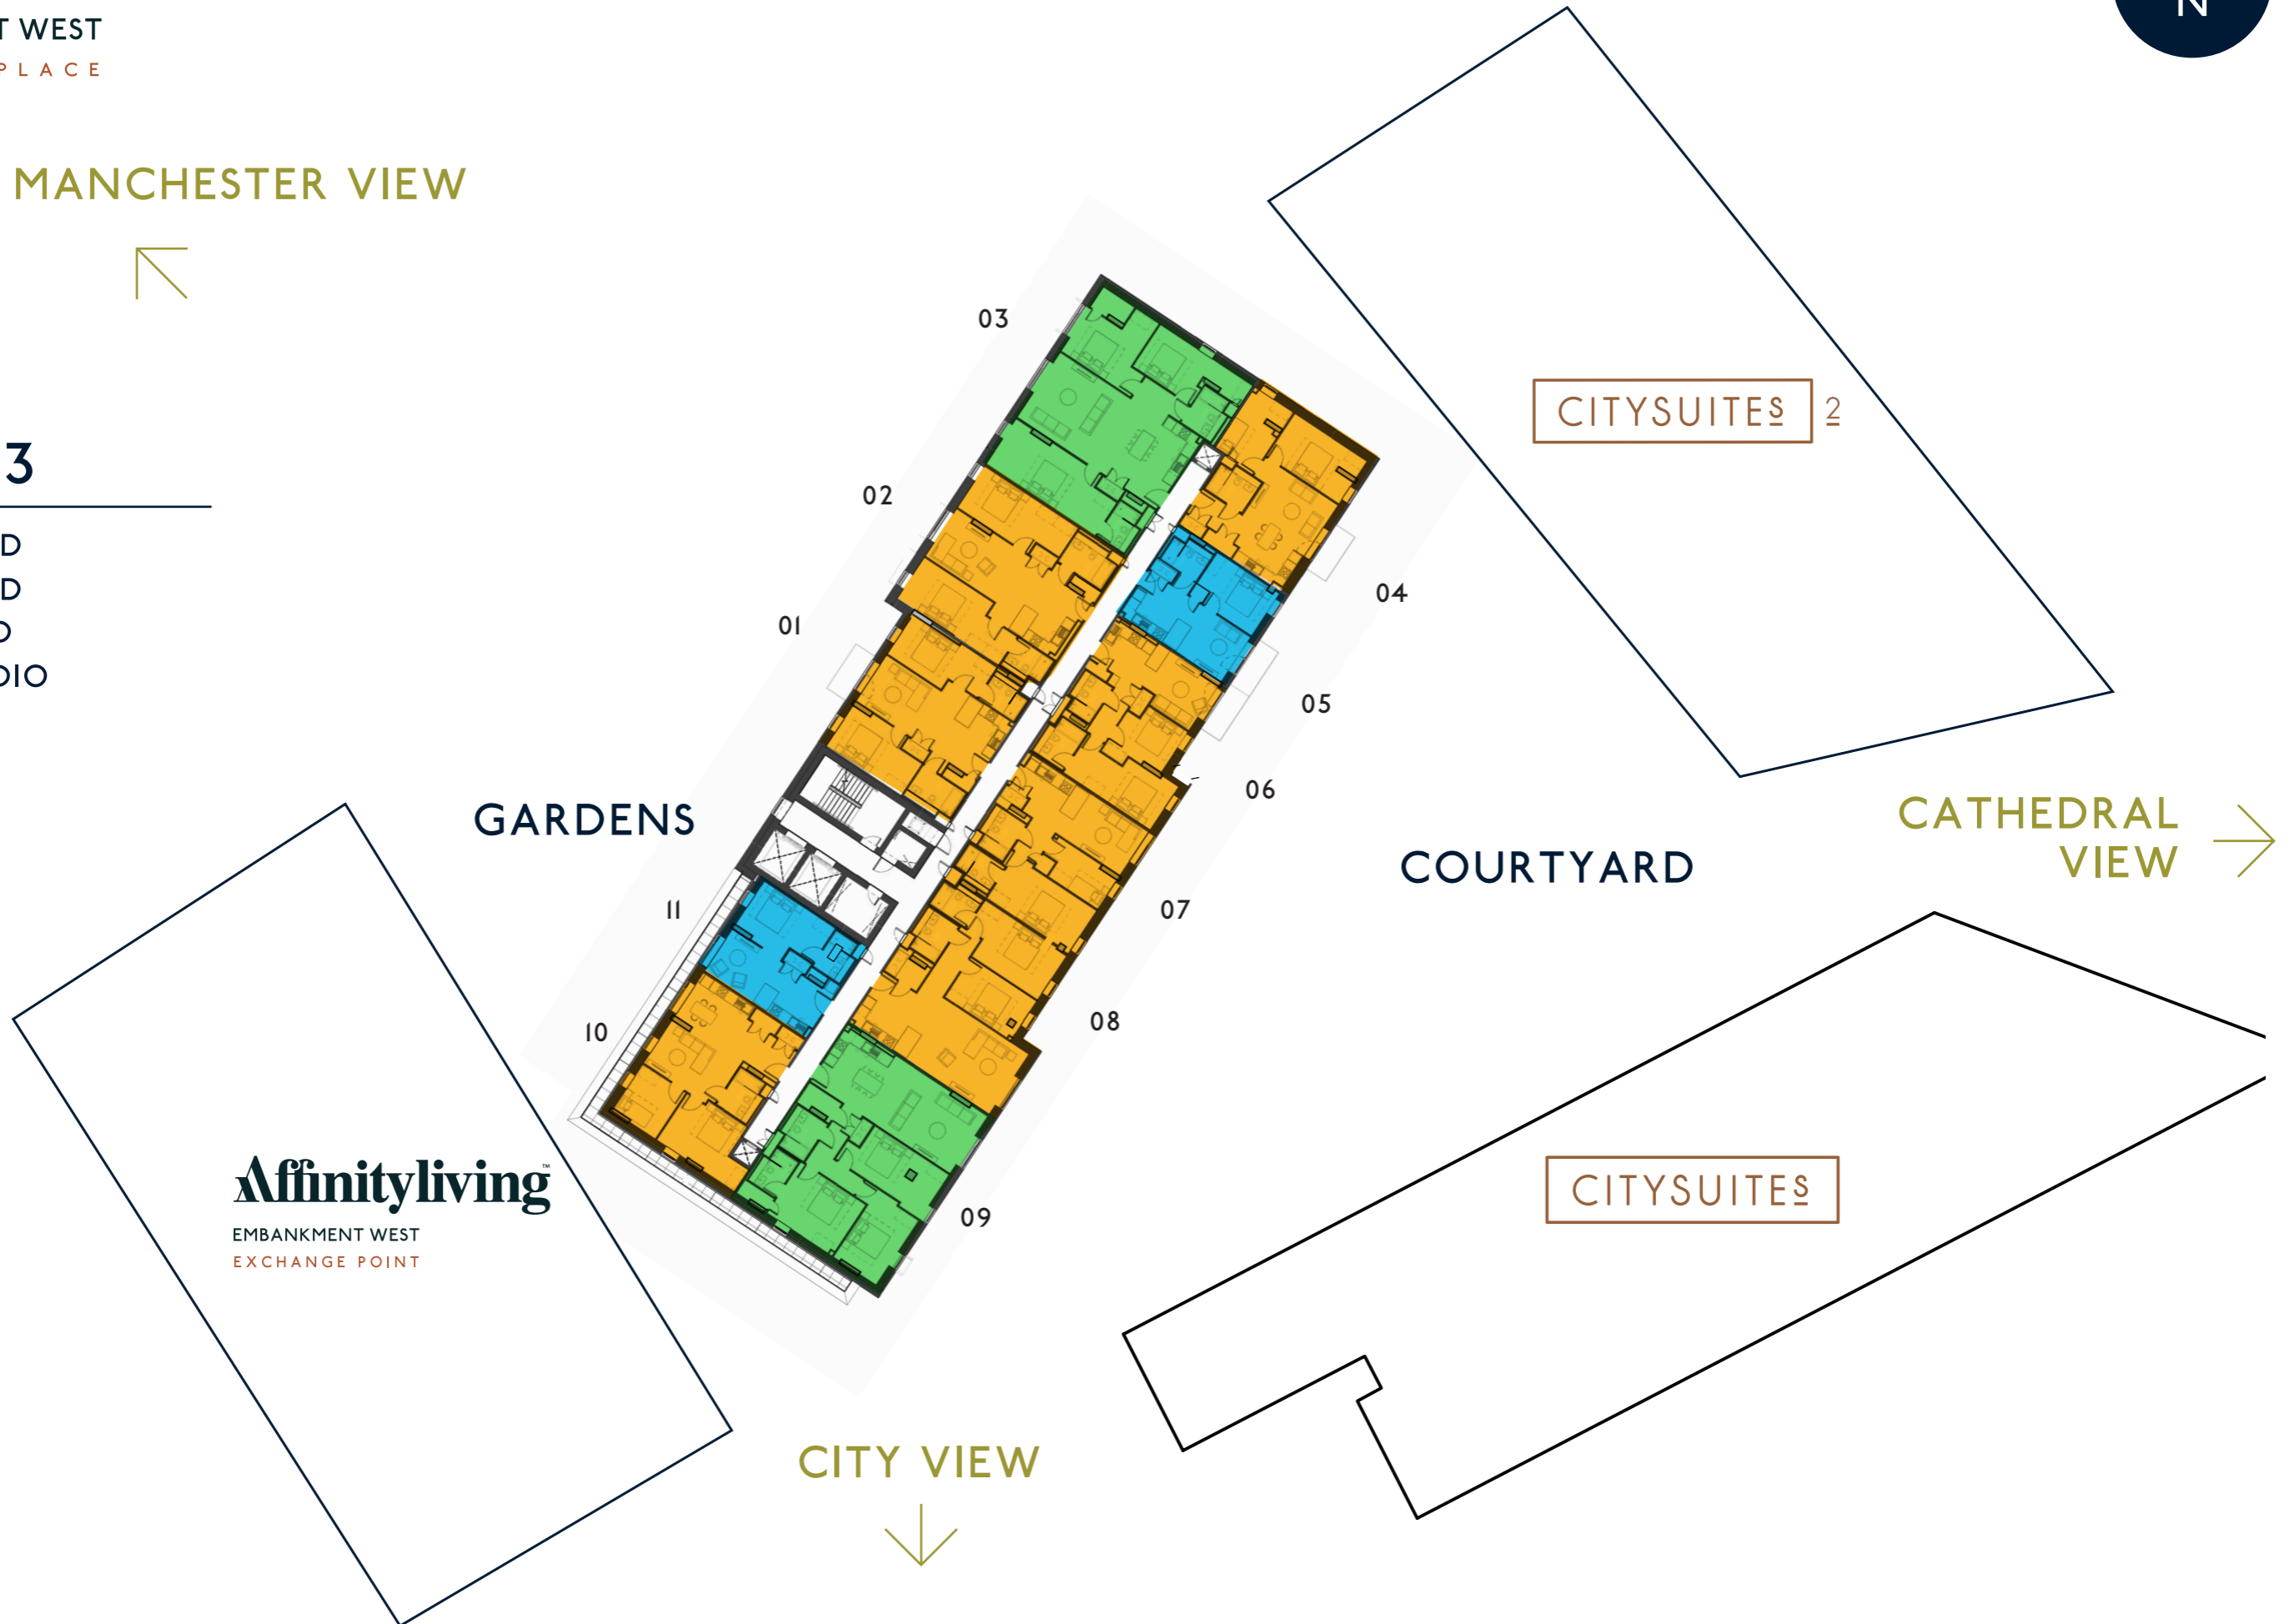 T WEST
PLACE
N
MANCHESTER VIEW
3
D
D
D
DIO
03
02
01
04
05
06
07
08
09
10
11
GARDENS
COURTYARD
CITYSUITES 2
CATHEDRAL
VIEW
Affinityliving™
EMBANKMENT WEST
EXCHANGE POINT
CITYSUITES
CITY VIEW